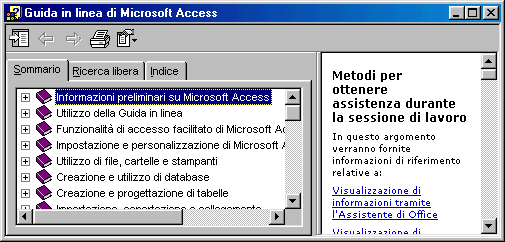 Guida in linea di Microsoft Access
Sommario
Ricerca libera
Indice
Informazioni preliminari su Microsoft Access
Utilizzo della Guida in linea
Funzionalità di accesso facilitato di Microsoft Acc
Impostazione e personalizzazione di Microsoft A
Utilizzo di file, cartelle e stampanti
Creazione e utilizzo di database
Creazione e progettazione di tabelle
Importazione, esportazione e collegamento
Metodi per
ottenere
assistenza durante
la sessione di lavoro
In questo argomento
verranno fornite
informazioni di riferimento
relative a:
Visualizzazione di
informazioni tramite
l'Assistente di Office
Visualizzazione di